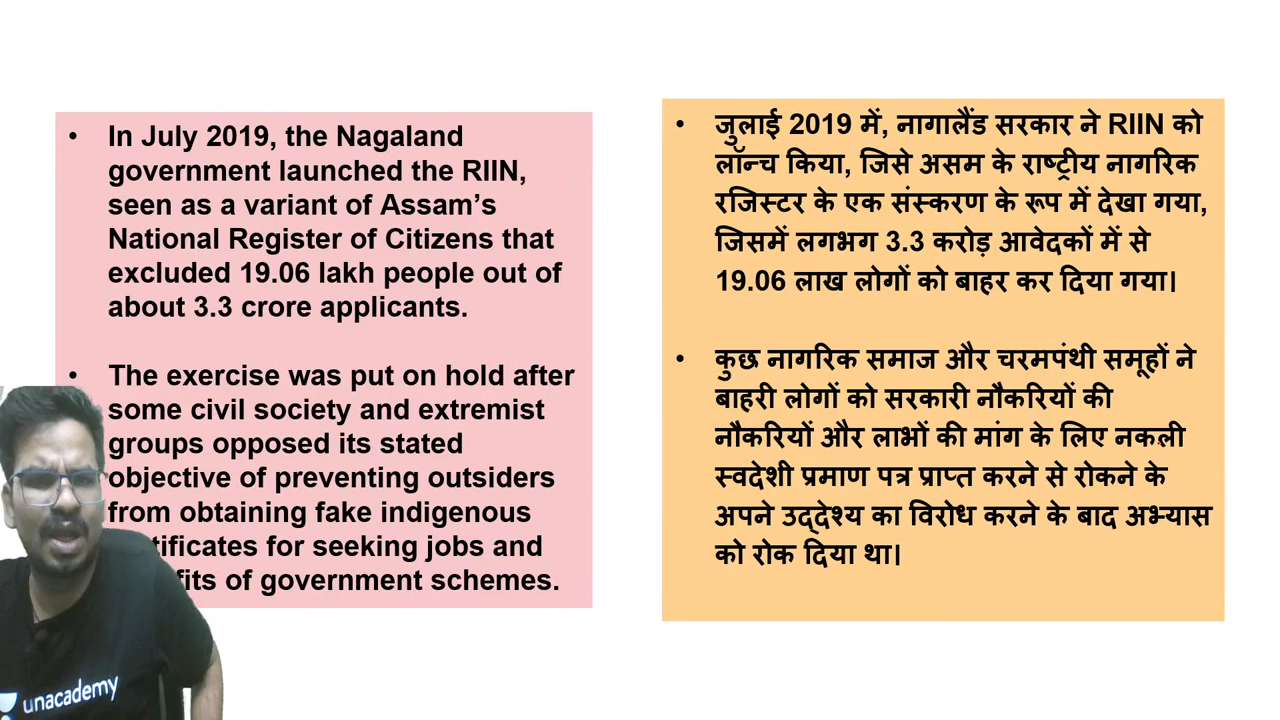 • In July 2019, the Nagaland
government launched the RIIN,
seen as a variant of Assam’s
National Register of Citizens that
excluded 19.06 lakh people out of
about 3.3 crore applicants.
• The exercise was put on hold after
some civil society and extremist
groups opposed its stated
objective of preventing outsiders
from obtaining fake indigenous
for seeking jobs and
of government schemes.
• जुलाई 2019 में, नागालैंड सरकार ने RIIN को
लॉन्च किया, जिसे असम के राष्ट्रीय नागरिक
रजिस्टर के एक संस्करण के रूप में देखा गया,
जिसमें लगभग 3.3 करोड़ आवेदकों में से
19.06 लाख लोगों को बाहर कर दिया गया।
• कुछ नागरिक समाज और चरमपंथी समूहों ने
बाहरी लोगों को सरकारी नौकरियों की
नौकरियों और लाभों की मांग के लिए नकली
स्वदेशी प्रमाण पत्र प्राप्त करने से रोकने के
अपने उद्देश्य का विरोध करने के बाद अभ्यास
को रोक दिया था।
unacademy